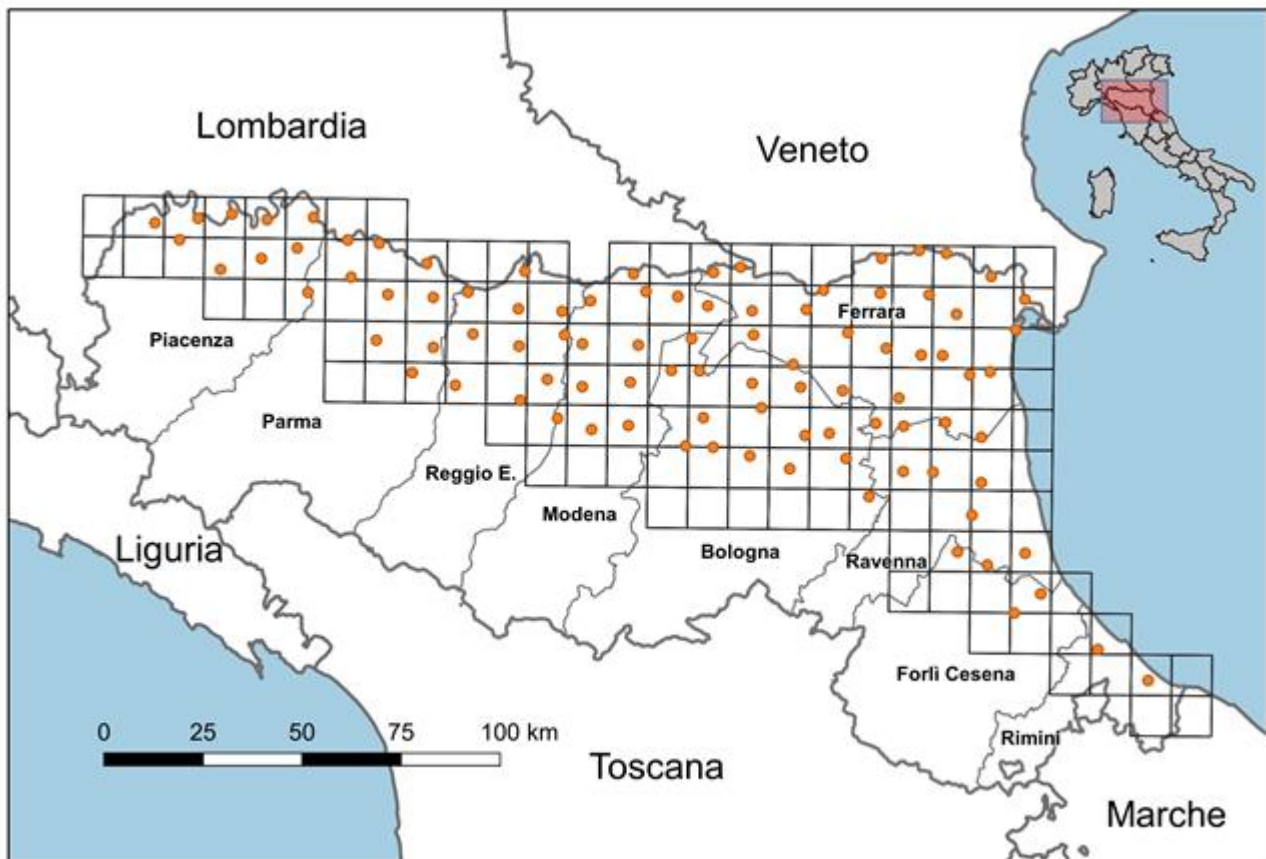 Lombardia
Veneto
Ferrara
Piacenza
Parma
Reggio E.
Modena
Liguria
Bologna
Ravenna
Forlì Cesena
0 25 50 75 100 km
Rimini
Toscana
Marche